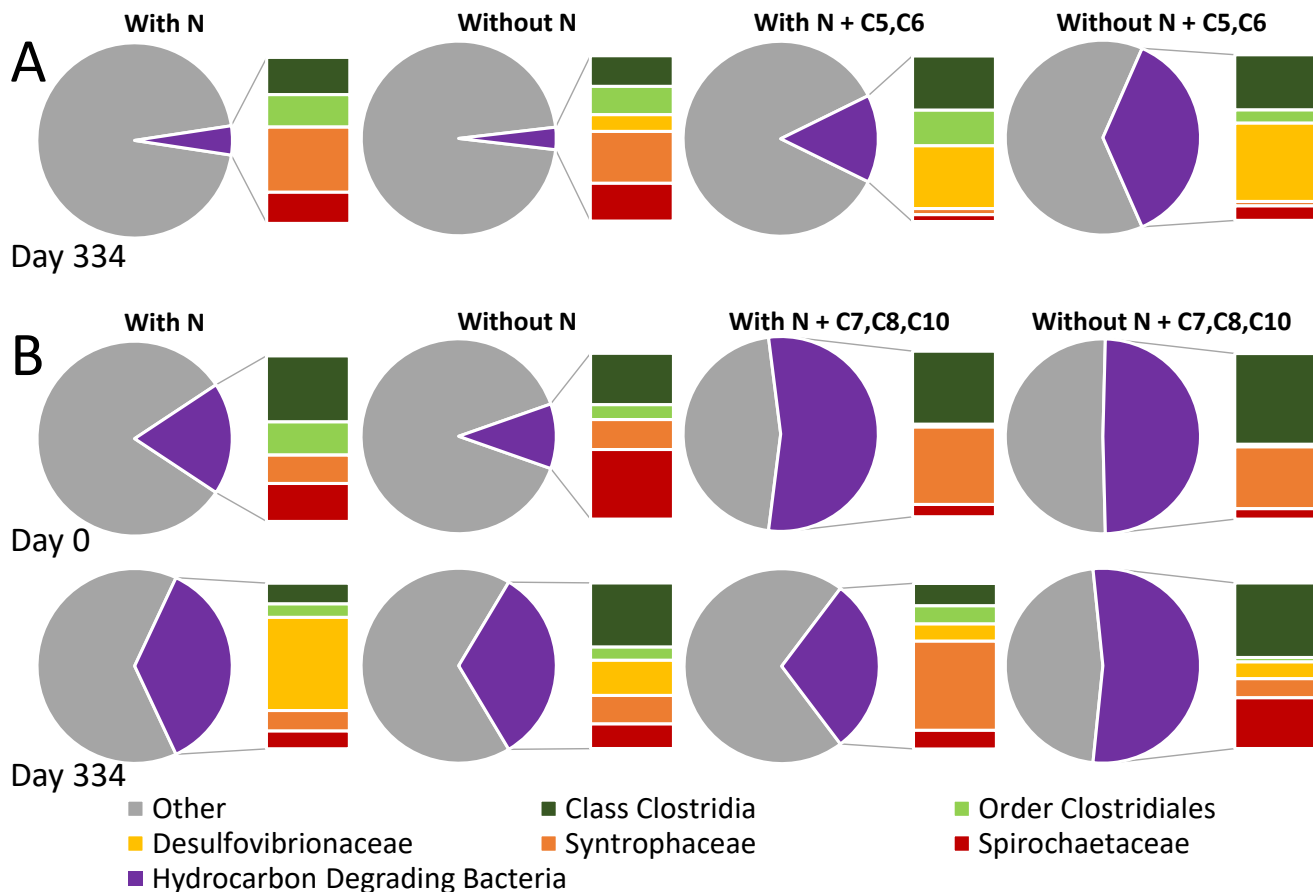 With N Without N With N + C5,C6 Without N + C5,C6
A
Day 334
With N Without N With N + C7,C8,C10 Without N + C7,C8,C10
B
Day 0
Day 334
Other Class Clostridia Order Clostridiales
Desulfovibrionaceae Syntrophaceae Spirochaetaceae
Hydrocarbon Degrading Bacteria